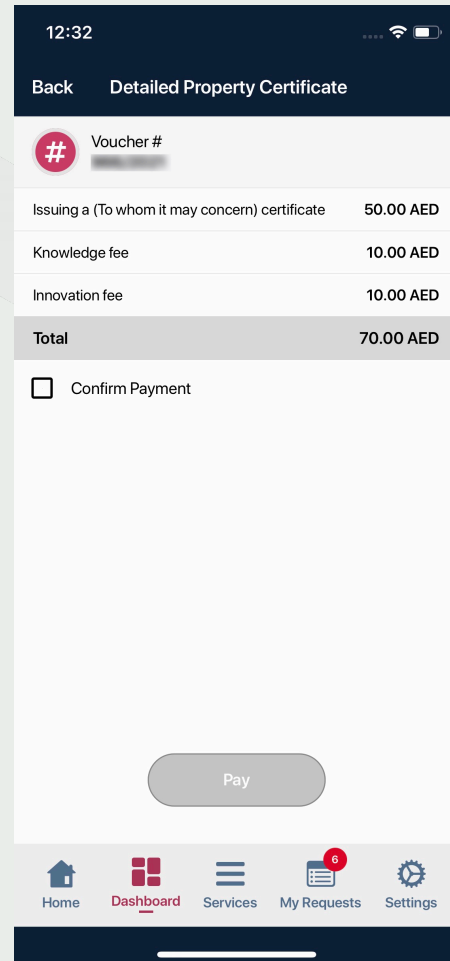 12:32
Back Detailed Property Certificate
# Voucher #
Issuing a (To whom it may concern) certificate 50.00 AED
Knowledge fee 10.00 AED
Innovation fee 10.00 AED
Total 70.00 AED
Confirm Payment
Pay
6
Home Dashboard Services My Requests Settings